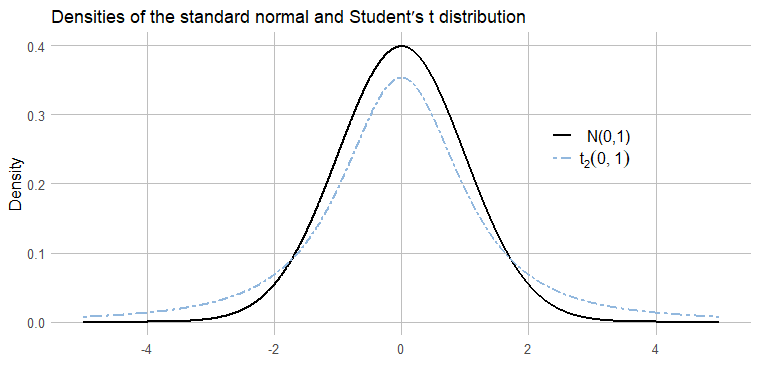 Densities of the standard normal and Student′s t distribution
Density
0.4
0.3
0.2
0.1
0.0
-4 -2 0 2 4
N(0,1)
t₂(0, 1)